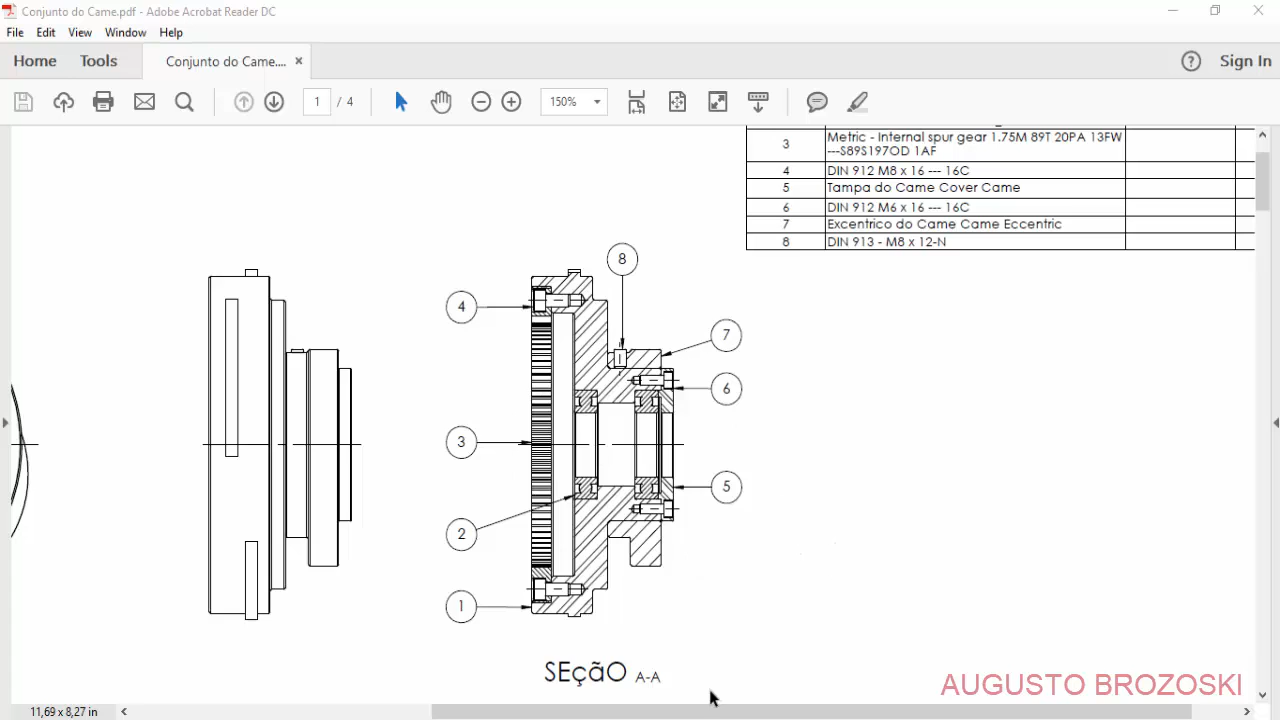 Conjunto do Came.pdf - Adobe Acrobat Reader DC
File Edit View Window Help
Home Tools Conjunto do Came.... × ? Sign In
1 / 4 150%
3 Metric - Internal spur gear 1.75M 89T 20PA 13FW
---S89S197OD 1AF
4 DIN 912 M8 x 16 --- 16C
5 Tampa do Came Cover Came
6 DIN 912 M6 x 16 --- 16C
7 Excentrico do Came Came Eccentric
8 DIN 913 - M8 x 12-N
8
4
7
6
3
5
2
1
SEçãO A-A
AUGUSTO BROZOSKI
11,69 x 8,27 in